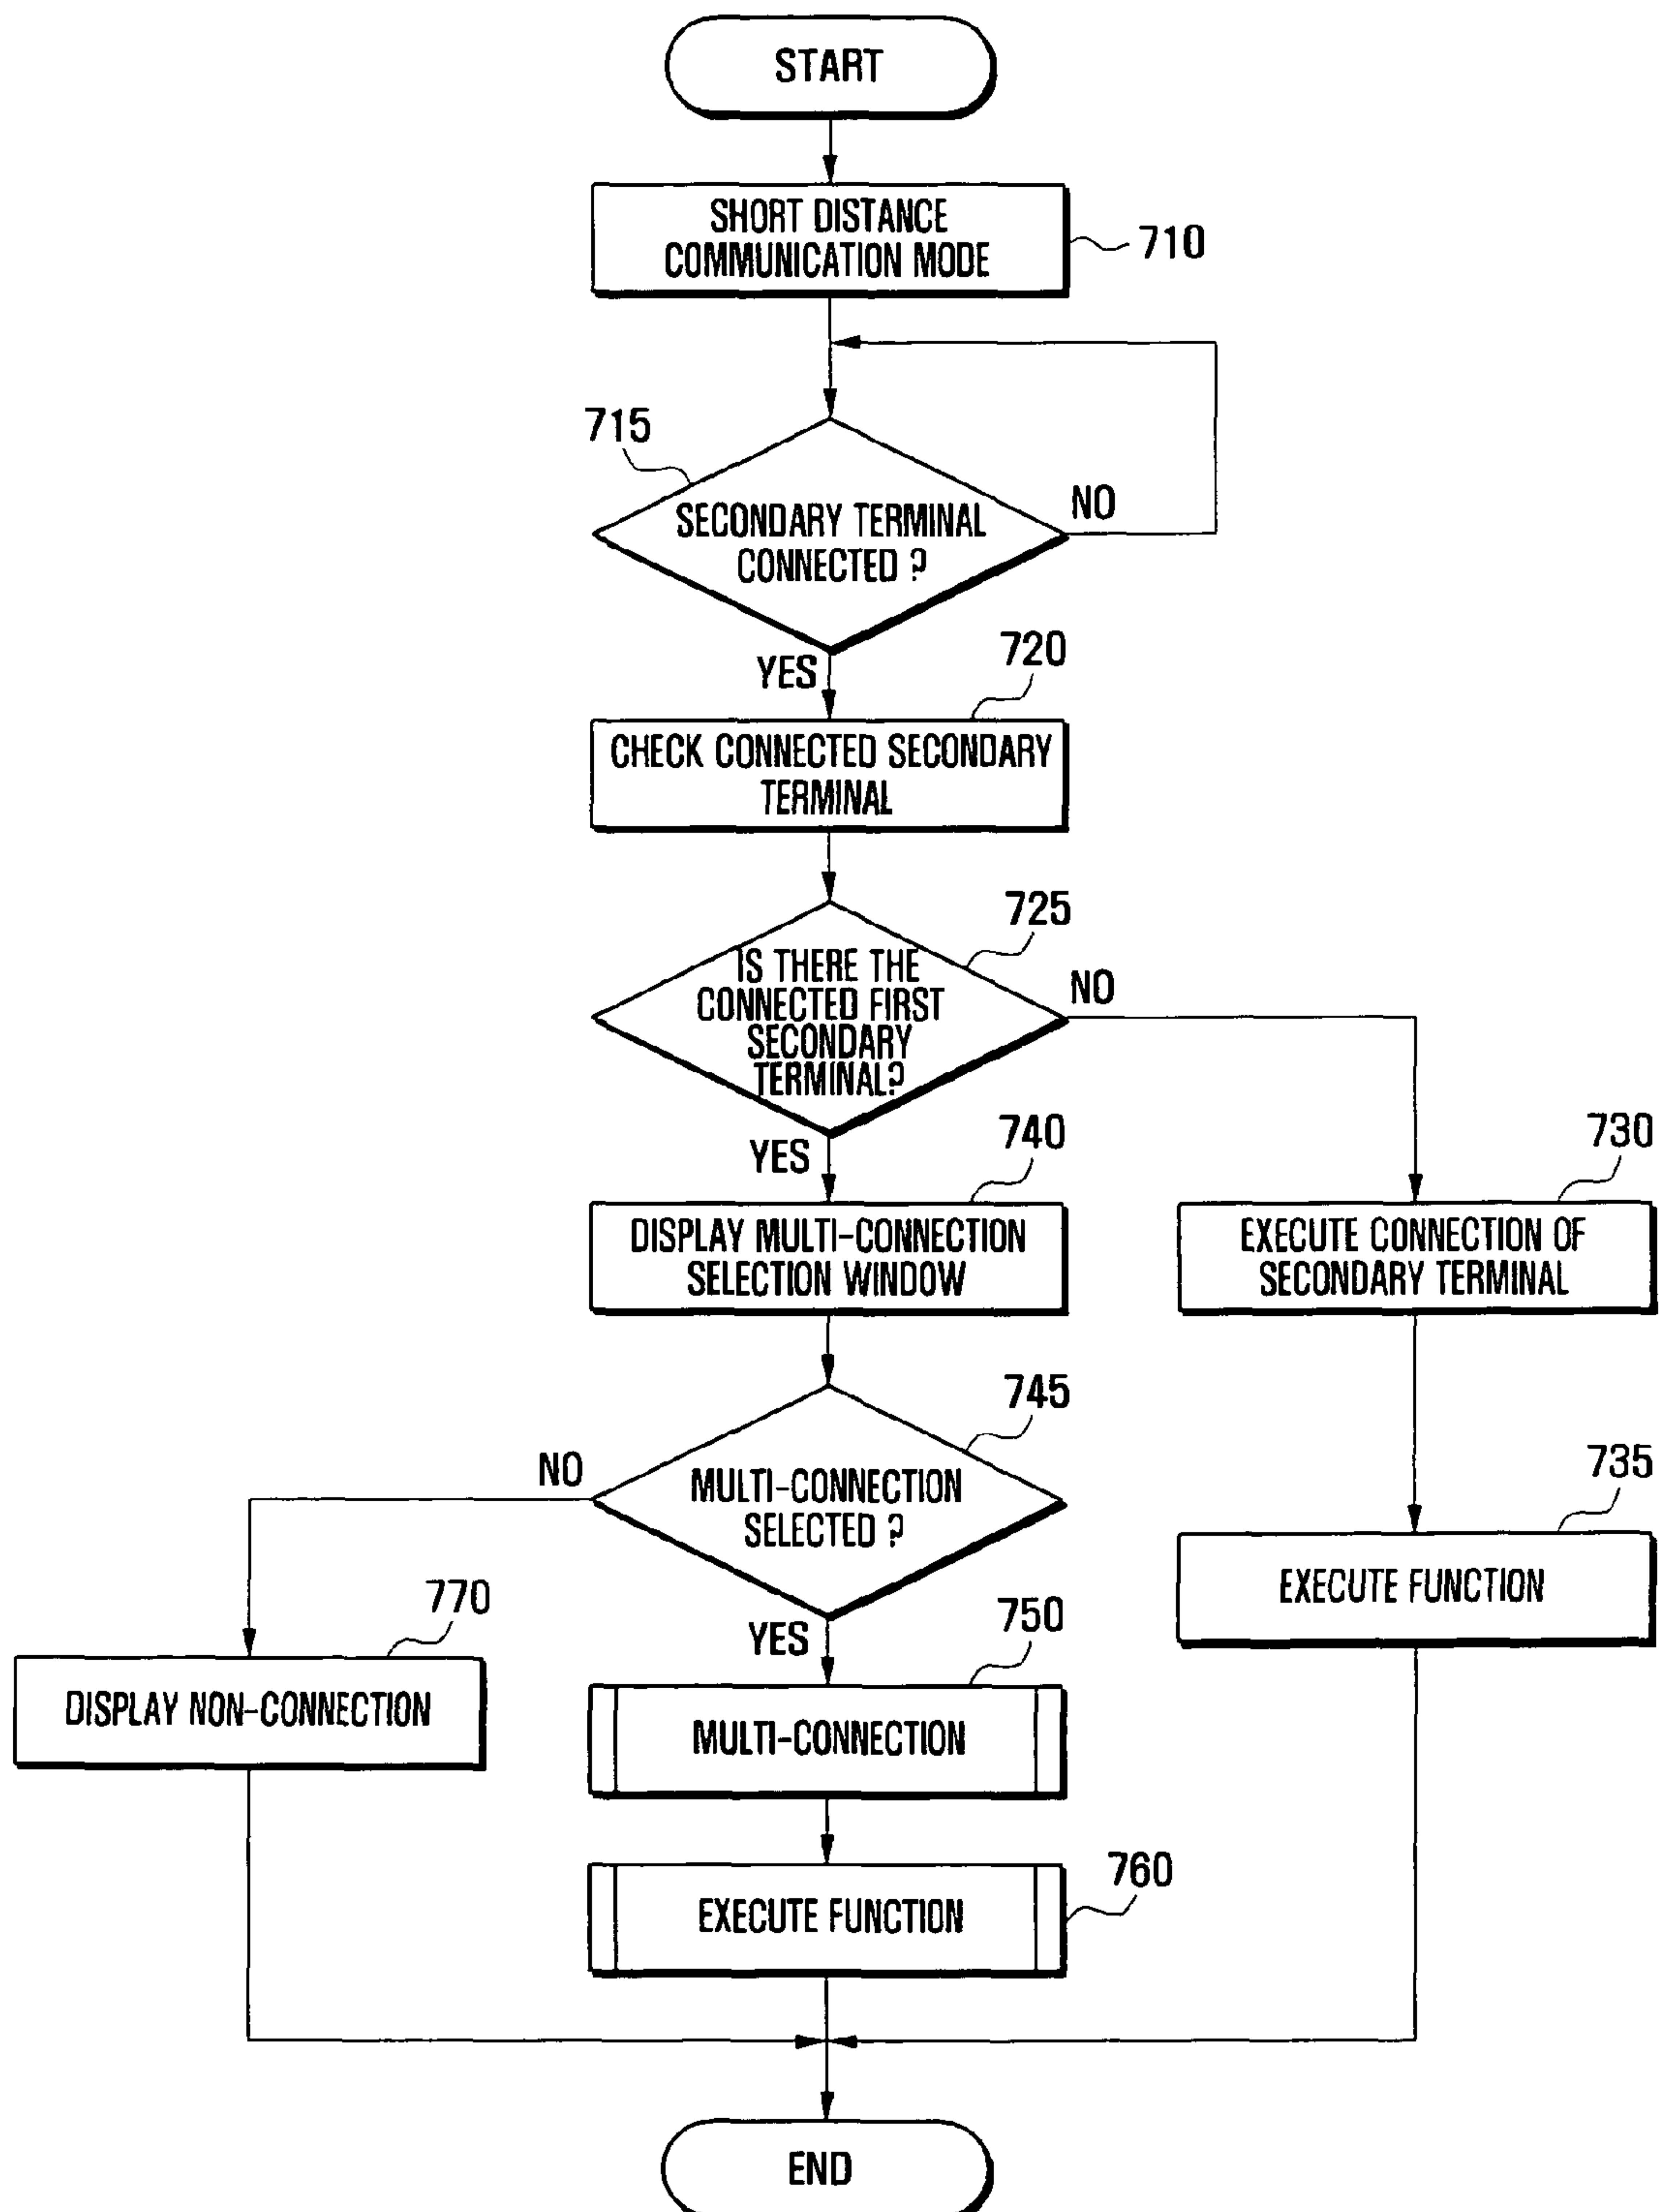 START
SHORT DISTANCE
COMMUNICATION MODE
710
715
SECONDARY TERMINAL
CONNECTED ?
NO
YES
720
CHECK CONNECTED SECONDARY
TERMINAL
725
IS THERE THE
CONNECTED FIRST
SECONDARY
TERMINAL?
NO
YES
740
730
DISPLAY MULTI-CONNECTION
SELECTION WINDOW
EXECUTE CONNECTION OF
SECONDARY TERMINAL
745
NO
MULTI-CONNECTION
SELECTED ?
735
EXECUTE FUNCTION
770
YES
750
DISPLAY NON-CONNECTION
MULTI-CONNECTION
760
EXECUTE FUNCTION
END